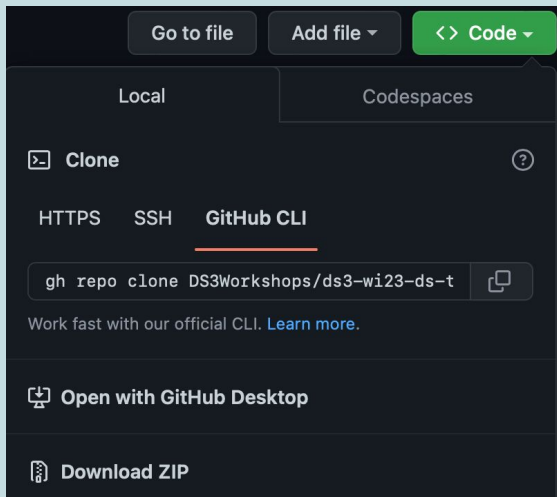 Go to file Add file <> Code
Local Codespaces
Clone
HTTPS SSH GitHub CLI
gh repo clone DS3Workshops/ds3-wi23-ds-t
Work fast with our official CLI. Learn more.
Open with GitHub Desktop
Download ZIP